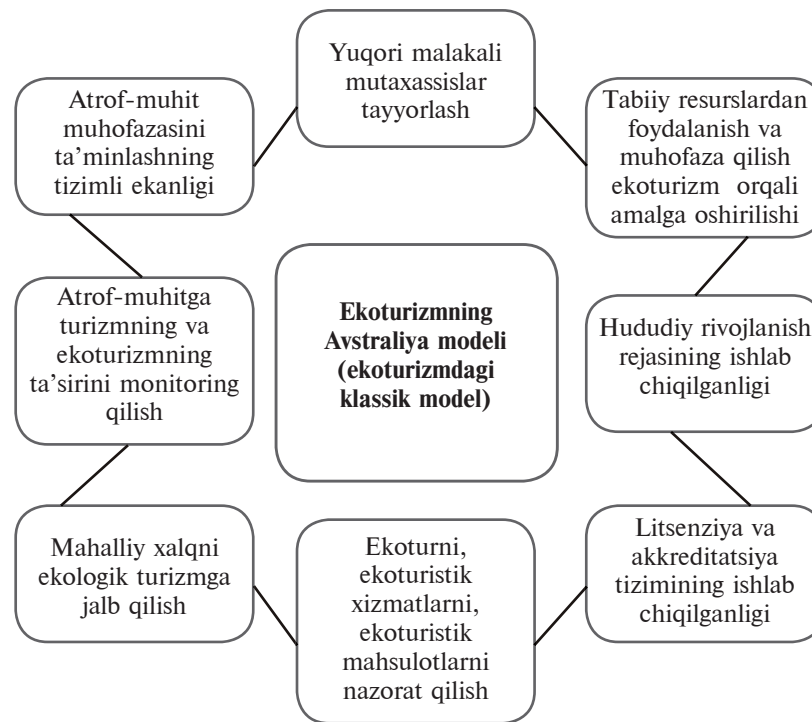 Yuqori malakali
mutaxassislar
tayyorlash
Tabiiy resurslardan
foydalanish va
muhofaza qilish
ekoturizm orqali
amalga oshirilishi
Hududiy rivojlanish
rejasining ishlab
chiqilganligi
Litsenziya va
akkreditatsiya
tizimining ishlab
chiqilganligi
Ekoturni,
ekoturistik
xizmatlarni,
ekoturistik
mahsulotlarni
nazorat qilish
Mahalliy xalqni
ekologik turizmga
jalb qilish
Atrof-muhitga
turizmning va
ekoturizmning
ta’sirini monitoring
qilish
Atrof-muhit
muhofazasini
ta’minlashning
tizimli ekanligi
Ekoturizmning
Avstraliya modeli
(ekoturizmdagi
klassik model)